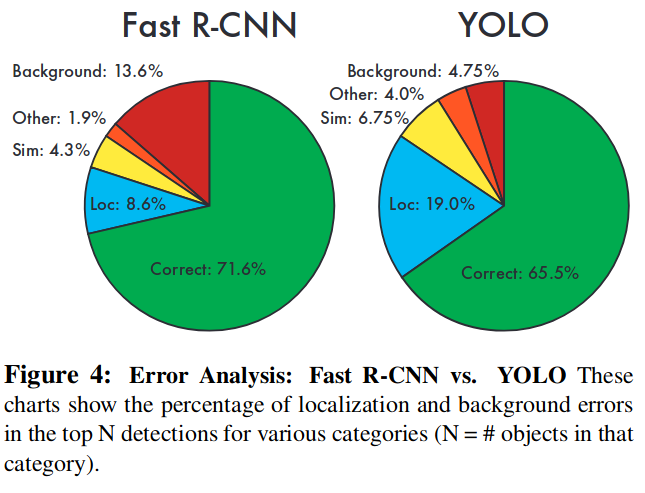 Fast R-CNN
Background: 13.6%
Other: 1.9%
Sim: 4.3%
Loc: 8.6%
Correct: 71.6%
YOLO
Background: 4.75%
Other: 4.0%
Sim: 6.75%
Loc: 19.0%
Correct: 65.5%
Figure 4: Error Analysis: Fast R-CNN vs. YOLO These
charts show the percentage of localization and background errors
in the top N detections for various categories (N = # objects in that
category).